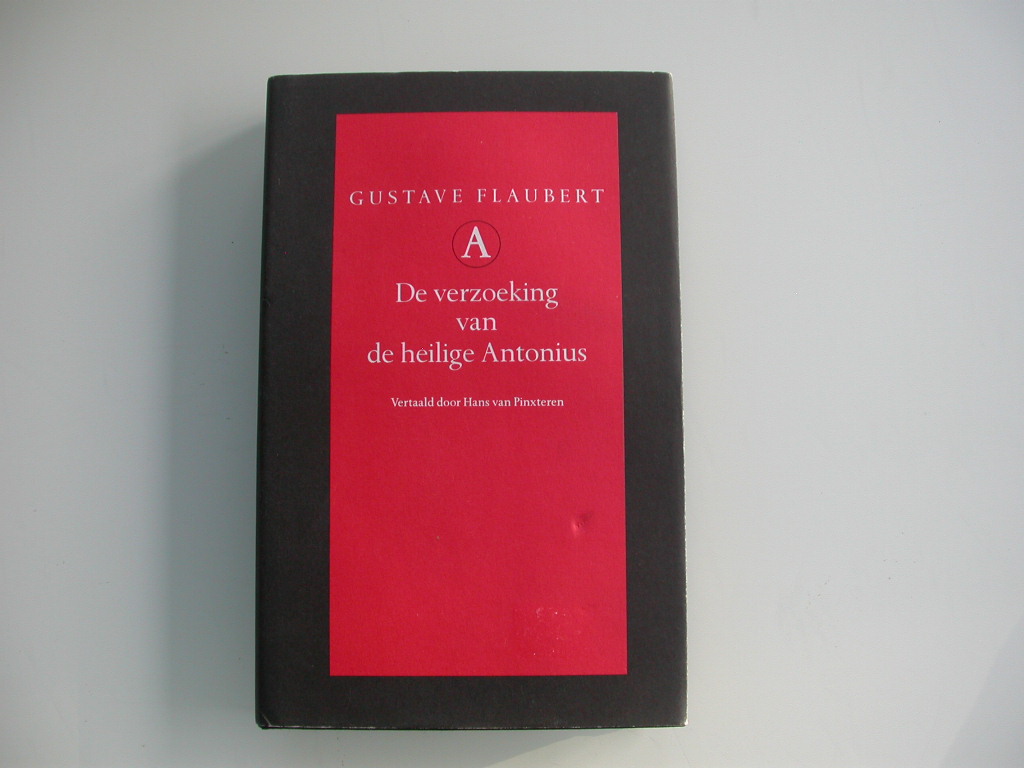 GUSTAVE FLAUBERT
A
De verzoeking
van
de heilige Antonius
Vertaald door Hans van Pinxteren